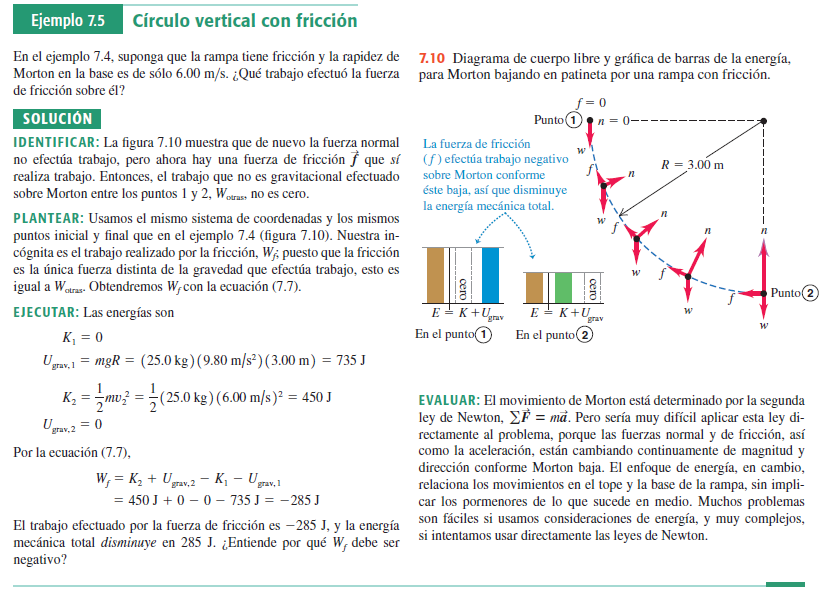 Ejemplo 7.5 Círculo vertical con fricción
En el ejemplo 7.4, suponga que la rampa tiene fricción y la rapidez de
Morton en la base es de sólo 6.00 m/s. ¿Qué trabajo efectuó la fuerza
de fricción sobre él?
SOLUCIÓN
IDENTIFICAR: La figura 7.10 muestra que de nuevo la fuerza normal
no efectúa trabajo, pero ahora hay una fuerza de fricción f⃗ que sí
realiza trabajo. Entonces, el trabajo que no es gravitacional efectuado
sobre Morton entre los puntos 1 y 2, W_otras, no es cero.
PLANTEAR: Usamos el mismo sistema de coordenadas y los mismos
puntos inicial y final que en el ejemplo 7.4 (figura 7.10). Nuestra in-
cógnita es el trabajo realizado por la fricción, W_f; puesto que la fricción
es la única fuerza distinta de la gravedad que efectúa trabajo, esto es
igual a W_otras. Obtendremos W_f con la ecuación (7.7).
EJECUTAR: Las energías son
K₁ = 0
U_grav, 1 = mgR = (25.0 kg)(9.80 m/s²)(3.00 m) = 735 J
K₂ = 1/2 mv₂² = 1/2 (25.0 kg)(6.00 m/s)² = 450 J
U_grav, 2 = 0
Por la ecuación (7.7),
W_f = K₂ + U_grav, 2 − K₁ − U_grav, 1
= 450 J + 0 − 0 − 735 J = −285 J
El trabajo efectuado por la fuerza de fricción es −285 J, y la energía
mecánica total disminuye en 285 J. ¿Entiende por qué W_f debe ser
negativo?
7.10 Diagrama de cuerpo libre y gráfica de barras de la energía,
para Morton bajando en patineta por una rampa con fricción.
f = 0
Punto 1 n = 0
w
La fuerza de fricción
(f) efectúa trabajo negativo
sobre Morton conforme
éste baja, así que disminuye
la energía mecánica total.
R = 3.00 m
f n
w
f n
w
f n
w
n
f Punto 2
w
cero
E = K + U_grav
En el punto 1
cero
E = K + U_grav
En el punto 2
EVALUAR: El movimiento de Morton está determinado por la segunda
ley de Newton, ΣF⃗ = ma⃗. Pero sería muy difícil aplicar esta ley di-
rectamente al problema, porque las fuerzas normal y de fricción, así
como la aceleración, están cambiando continuamente de magnitud y
dirección conforme Morton baja. El enfoque de energía, en cambio,
relaciona los movimientos en el tope y la base de la rampa, sin impli-
car los pormenores de lo que sucede en medio. Muchos problemas
son fáciles si usamos consideraciones de energía, y muy complejos,
si intentamos usar directamente las leyes de Newton.